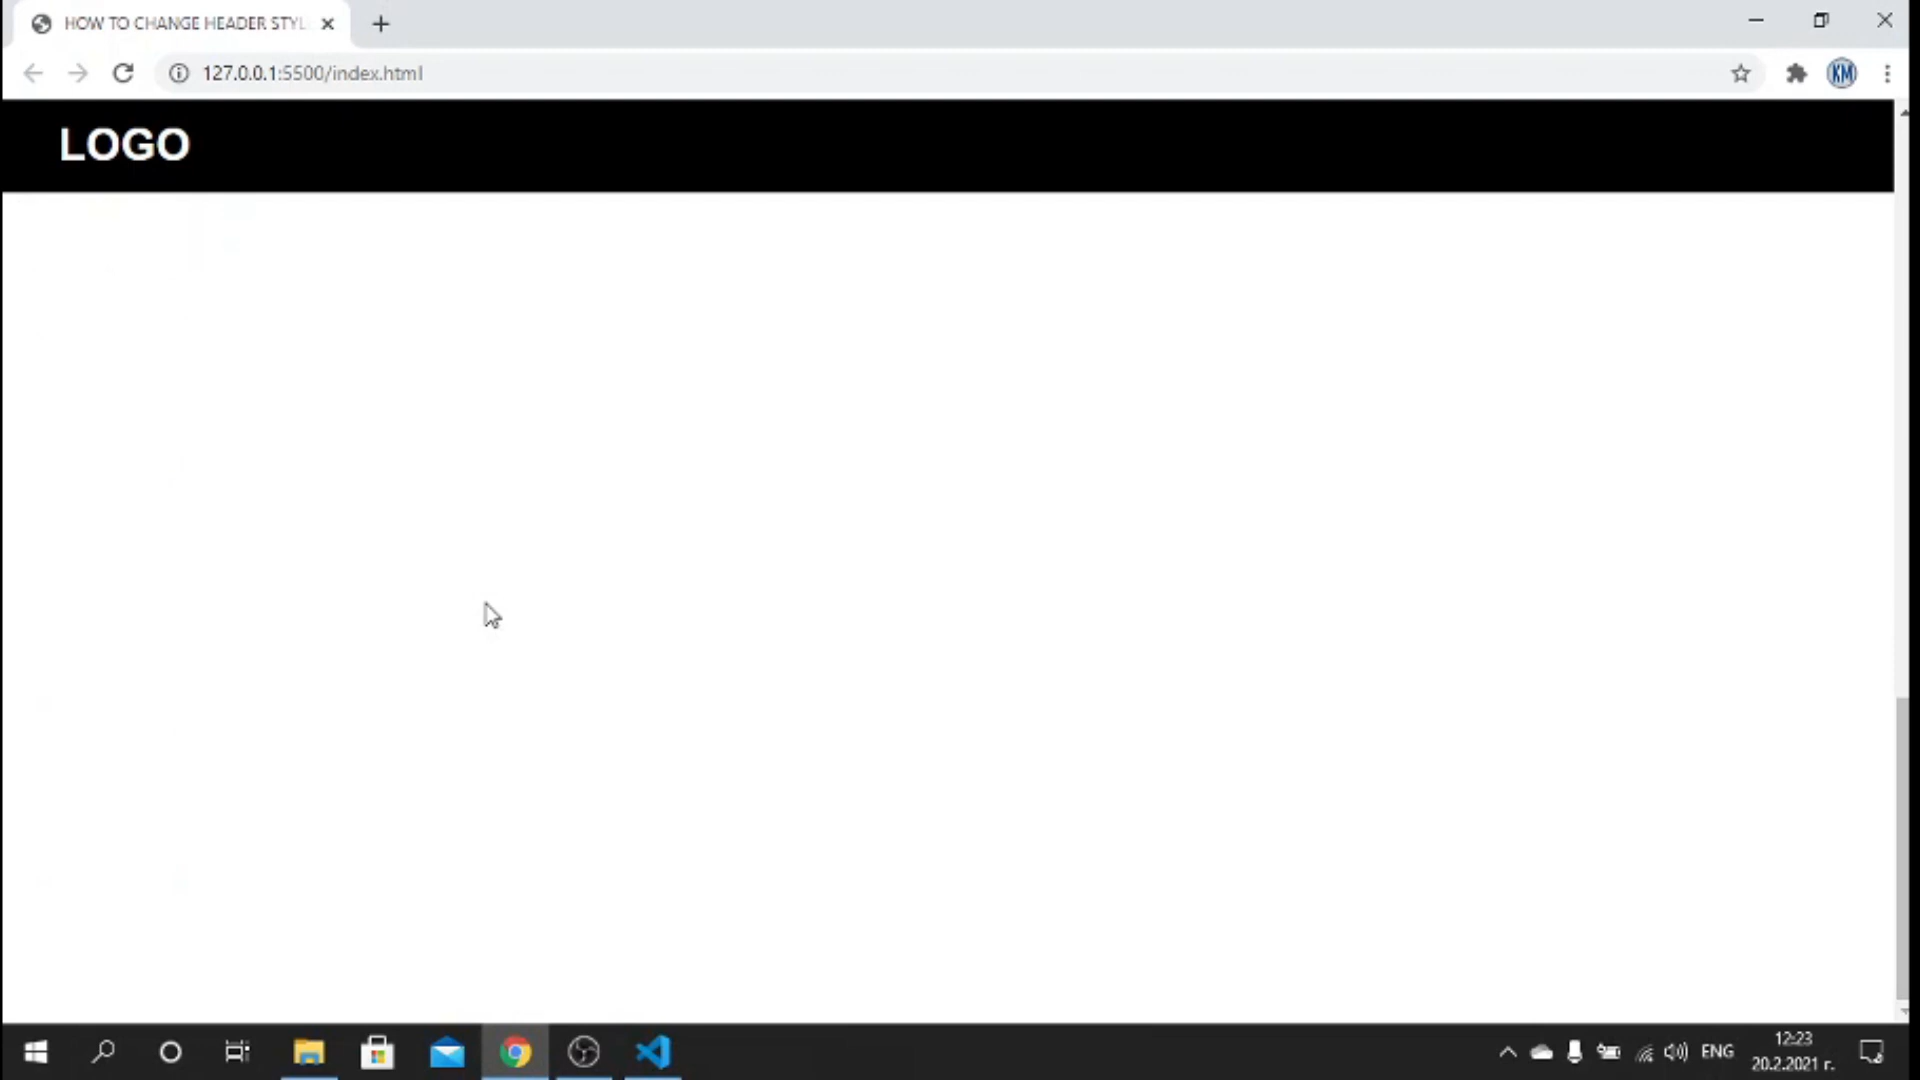 HOW TO CHANGE HEADER STYL
127.0.0.1:5500/index.html
KM
LOGO
ENG
12:23
20.2.2021 г.